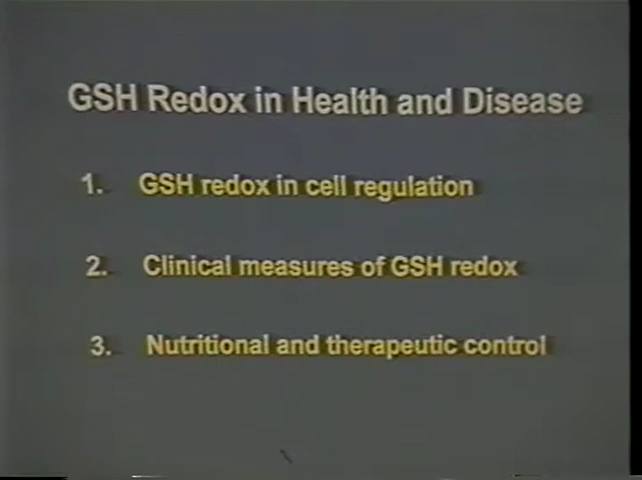 GSH Redox in Health and Disease
1. GSH redox in cell regulation
2. Clinical measures of GSH redox
3. Nutritional and therapeutic control